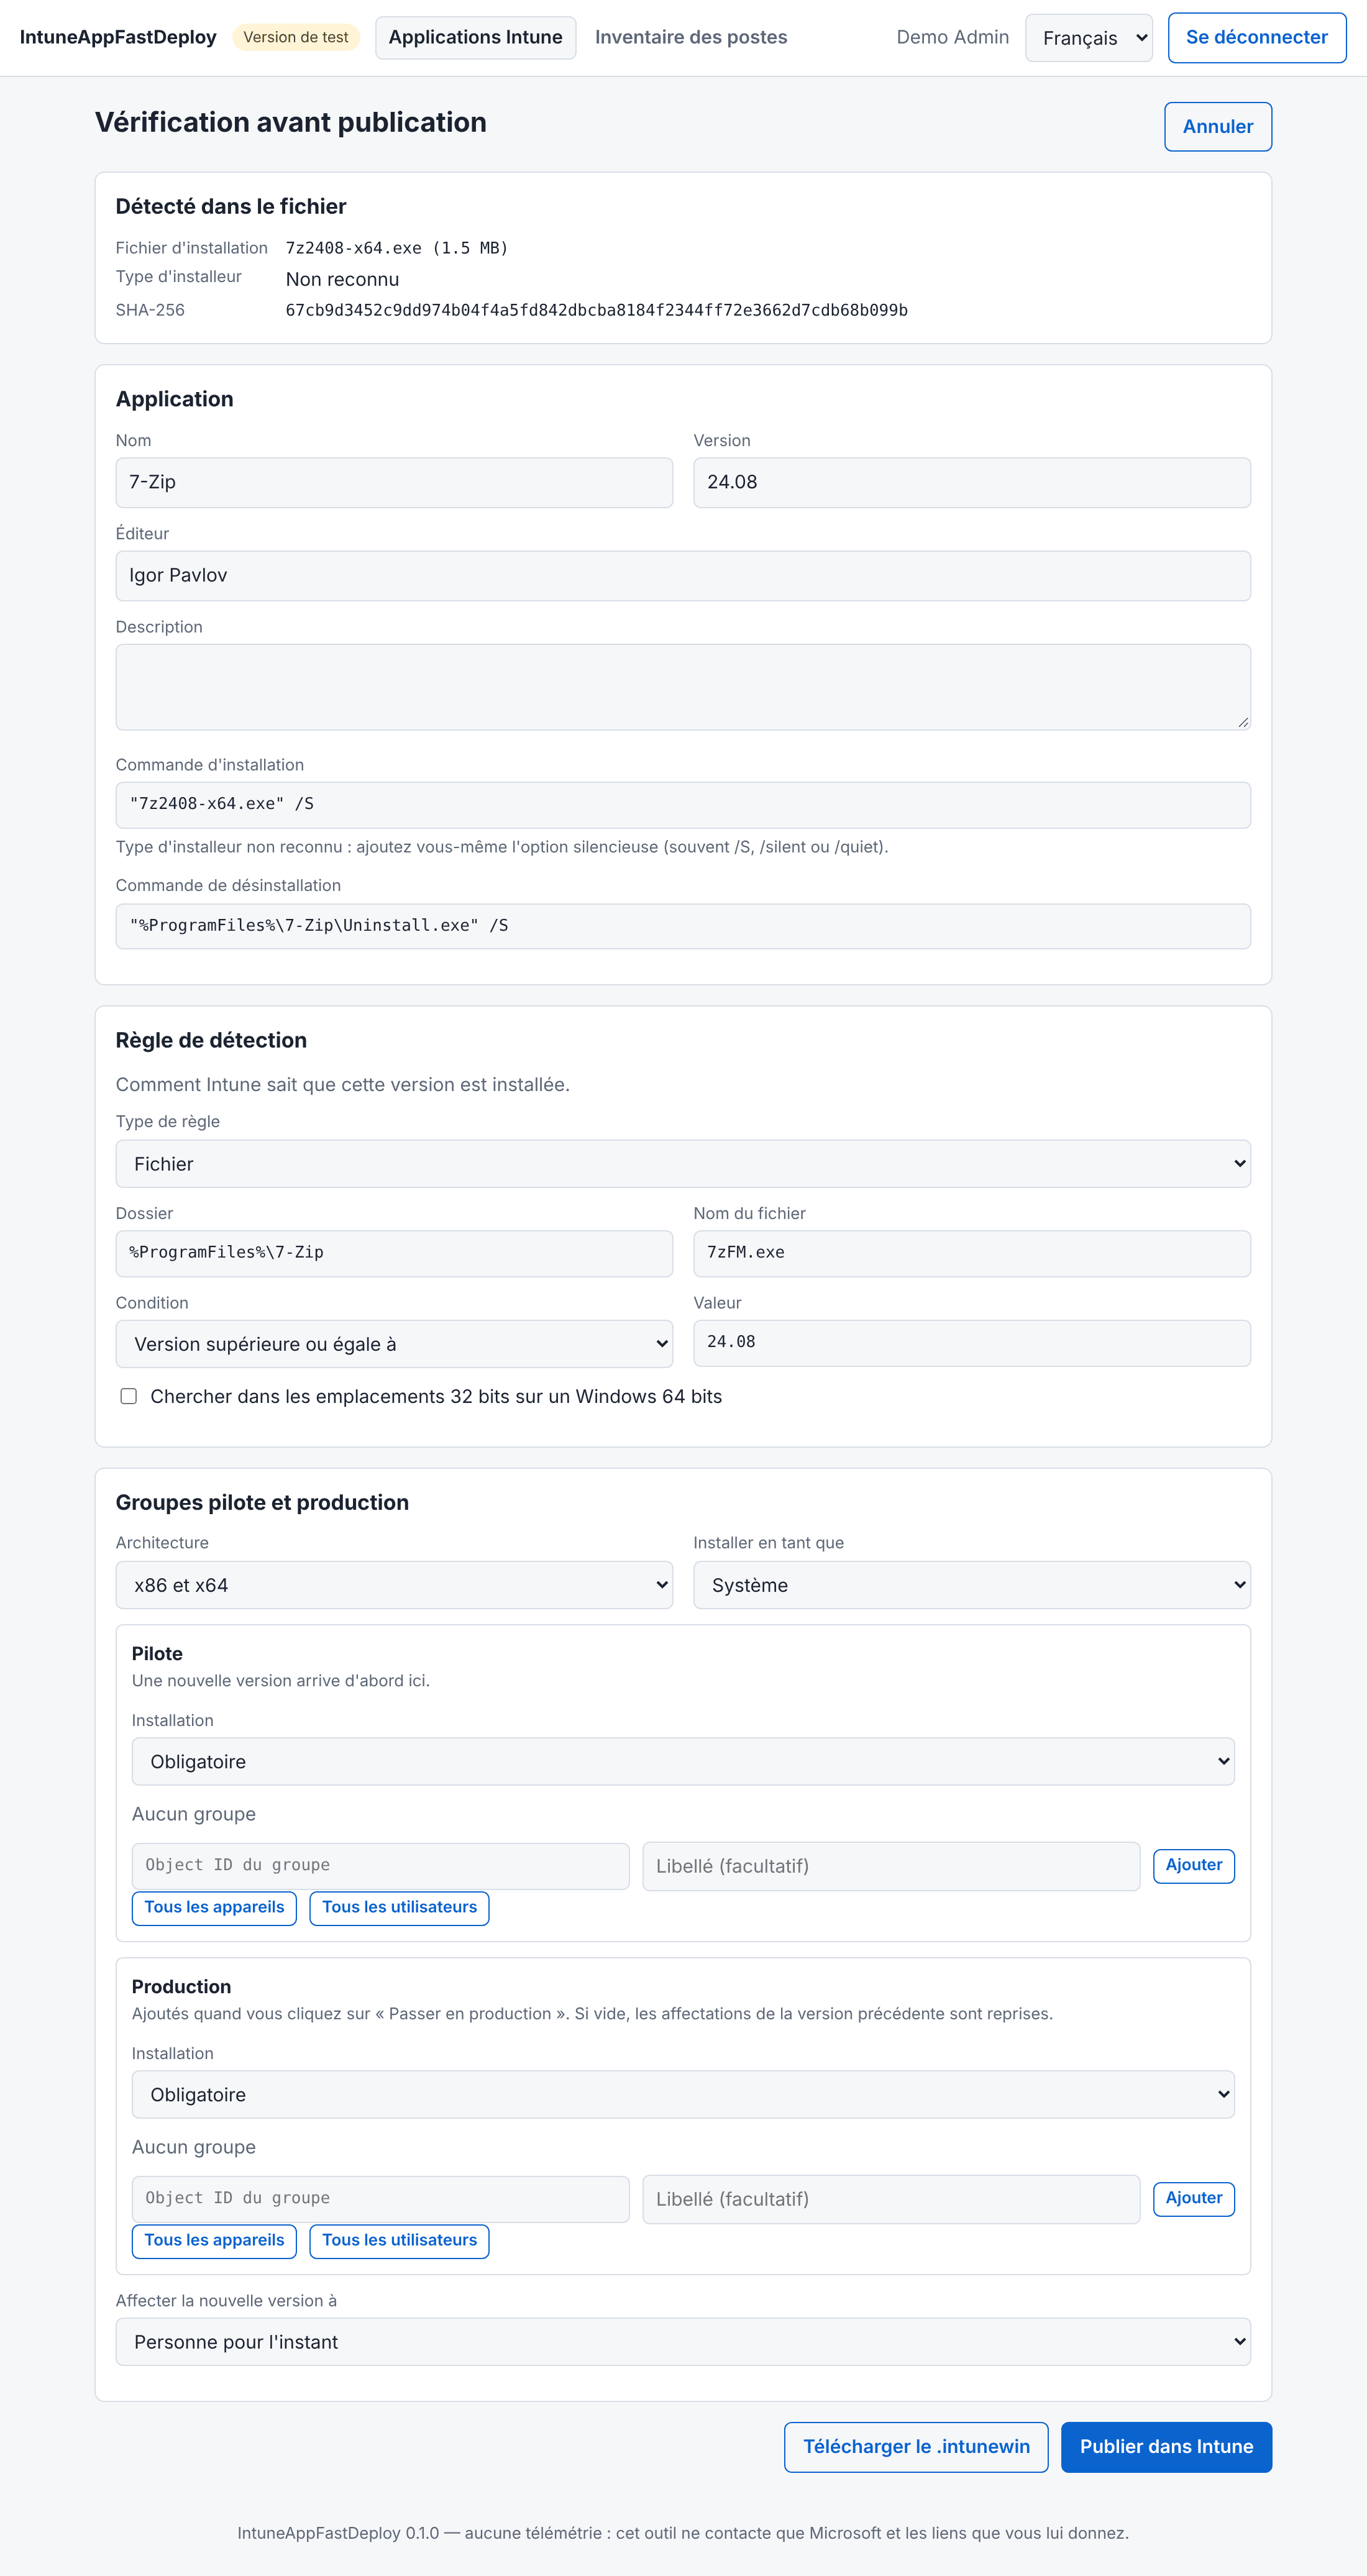 IntuneAppFastDeploy Version de test Applications Intune Inventaire des postes Demo Admin Français Se déconnecter
Vérification avant publication
Annuler
Détecté dans le fichier
Fichier d'installation 7z2408-x64.exe (1.5 MB)
Type d'installeur Non reconnu
SHA-256 67cb9d3452c9dd974b04f4a5fd842dbcba8184f2344ff72e3662d7cdb68b099b
Application
Nom Version
7-Zip 24.08
Éditeur
Igor Pavlov
Description
Commande d'installation
"7z2408-x64.exe" /S
Type d'installeur non reconnu : ajoutez vous-même l'option silencieuse (souvent /S, /silent ou /quiet).
Commande de désinstallation
"%ProgramFiles%\7-Zip\Uninstall.exe" /S
Règle de détection
Comment Intune sait que cette version est installée.
Type de règle
Fichier
Dossier Nom du fichier
%ProgramFiles%\7-Zip 7zFM.exe
Condition Valeur
Version supérieure ou égale à 24.08
Chercher dans les emplacements 32 bits sur un Windows 64 bits
Groupes pilote et production
Architecture Installer en tant que
x86 et x64 Système
Pilote
Une nouvelle version arrive d'abord ici.
Installation
Obligatoire
Aucun groupe
Object ID du groupe Libellé (facultatif) Ajouter
Tous les appareils Tous les utilisateurs
Production
Ajoutés quand vous cliquez sur « Passer en production ». Si vide, les affectations de la version précédente sont reprises.
Installation
Obligatoire
Aucun groupe
Object ID du groupe Libellé (facultatif) Ajouter
Tous les appareils Tous les utilisateurs
Affecter la nouvelle version à
Personne pour l'instant
Télécharger le .intunewin Publier dans Intune
IntuneAppFastDeploy 0.1.0 — aucune télémétrie : cet outil ne contacte que Microsoft et les liens que vous lui donnez.